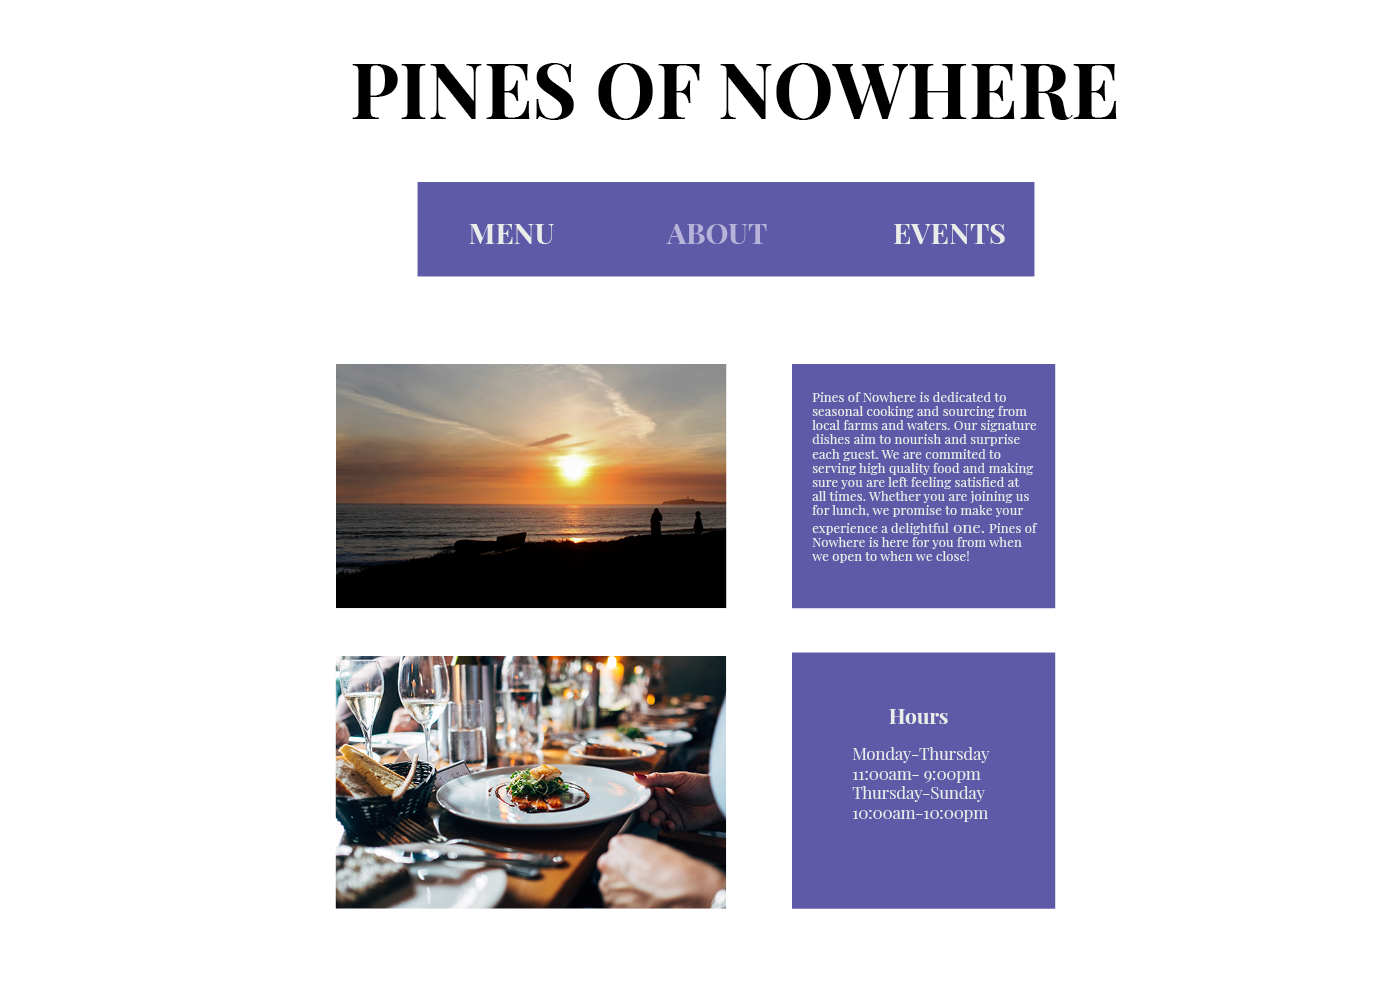 PINES OF NOWHERE
MENU ABOUT EVENTS
Pines of Nowhere is dedicated to
seasonal cooking and sourcing from
local farms and waters. Our signature
dishes aim to nourish and surprise
each guest. We are commited to
serving high quality food and making
sure you are left feeling satisfied at
all times. Whether you are joining us
for lunch, we promise to make your
experience a delightful one. Pines of
Nowhere is here for you from when
we open to when we close!
Hours
Monday-Thursday
11:00am- 9:00pm
Thursday-Sunday
10:00am-10:00pm